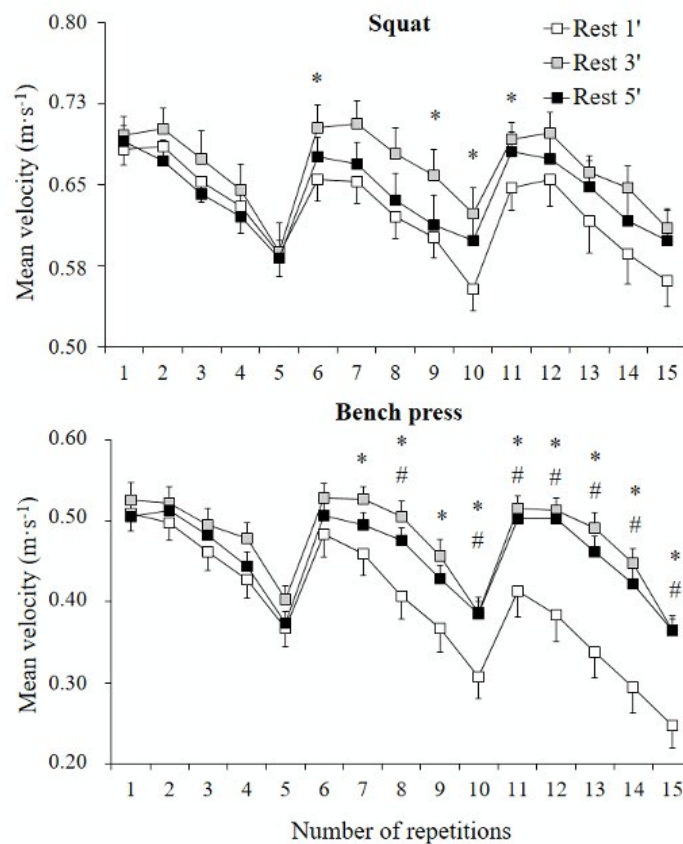 Squat
Rest 1'
Rest 3'
Rest 5'
Mean velocity (m·s-1)
0.80
0.73
0.65
0.58
0.50
* * * *
1 2 3 4 5 6 7 8 9 10 11 12 13 14 15
Bench press
Mean velocity (m·s-1)
0.60
0.50
0.40
0.30
0.20
* * * * * * * * *
# # # # # # #
1 2 3 4 5 6 7 8 9 10 11 12 13 14 15
Number of repetitions